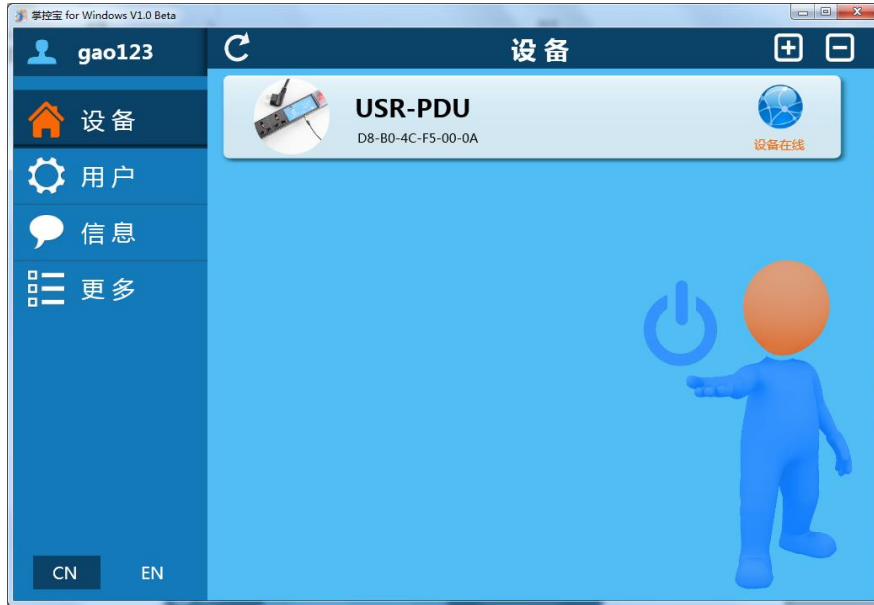 掌控宝 for Windows V1.0 Beta
gao123
设备
设备
用户
信息
更多
USR-PDU
D8-B0-4C-F5-00-0A
设备在线
CN EN